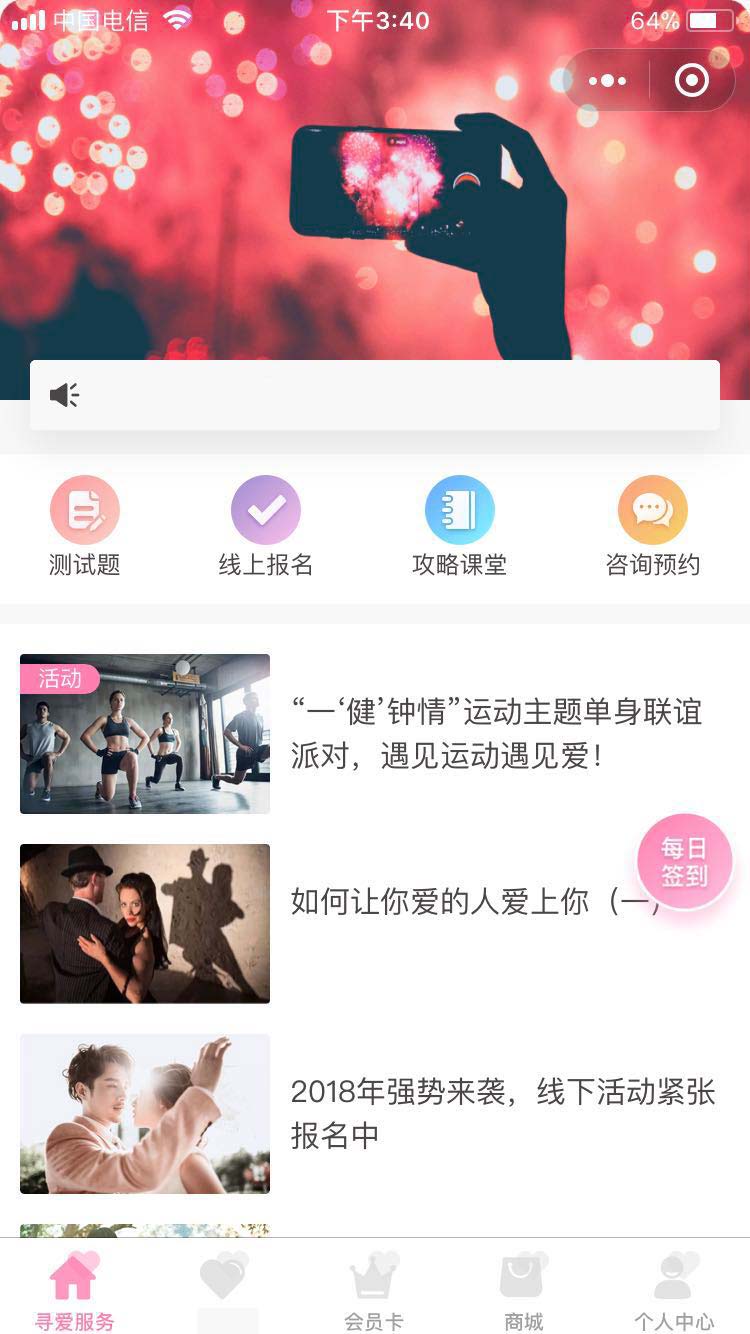 中国电信
下午3:40
64%
测试题
线上报名
攻略课堂
咨询预约
活动
“一‘健’钟情”运动主题单身联谊
派对，遇见运动遇见爱！
每日
签到
如何让你爱的人爱上你（一）
2018年强势来袭，线下活动紧张
报名中
寻爱服务
会员卡
商城
个人中心